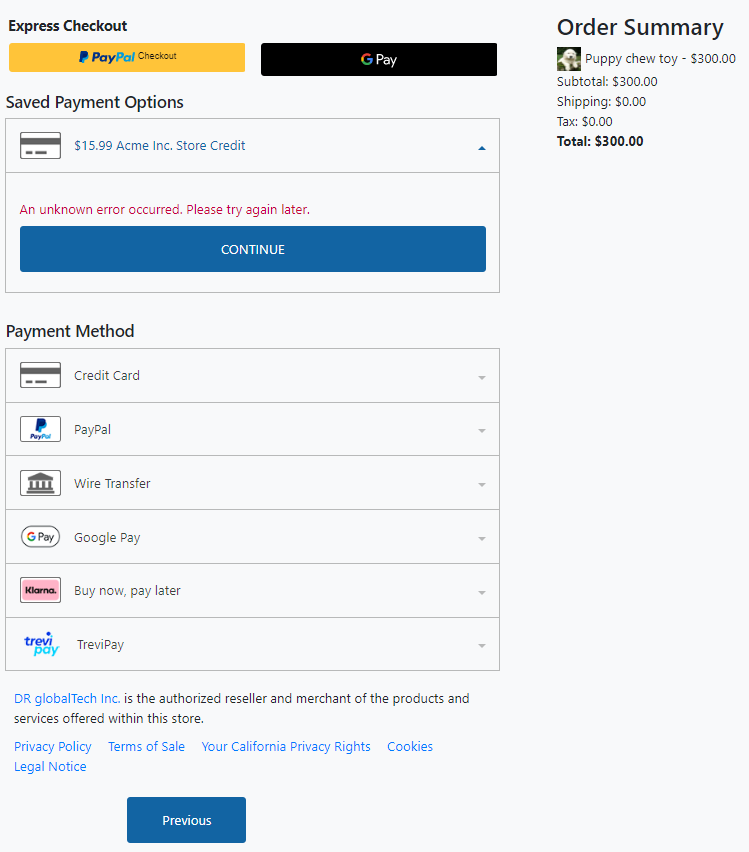 Express Checkout
PayPal Checkout
G Pay
Saved Payment Options
$15.99 Acme Inc. Store Credit
An unknown error occurred. Please try again later.
CONTINUE
Payment Method
Credit Card
PayPal PayPal
Wire Transfer
G Pay Google Pay
Klarna. Buy now, pay later
trevi pay TreviPay
DR globalTech Inc. is the authorized reseller and merchant of the products and
services offered within this store.
Privacy Policy Terms of Sale Your California Privacy Rights Cookies
Legal Notice
Previous
Order Summary
Puppy chew toy - $300.00
Subtotal: $300.00
Shipping: $0.00
Tax: $0.00
Total: $300.00